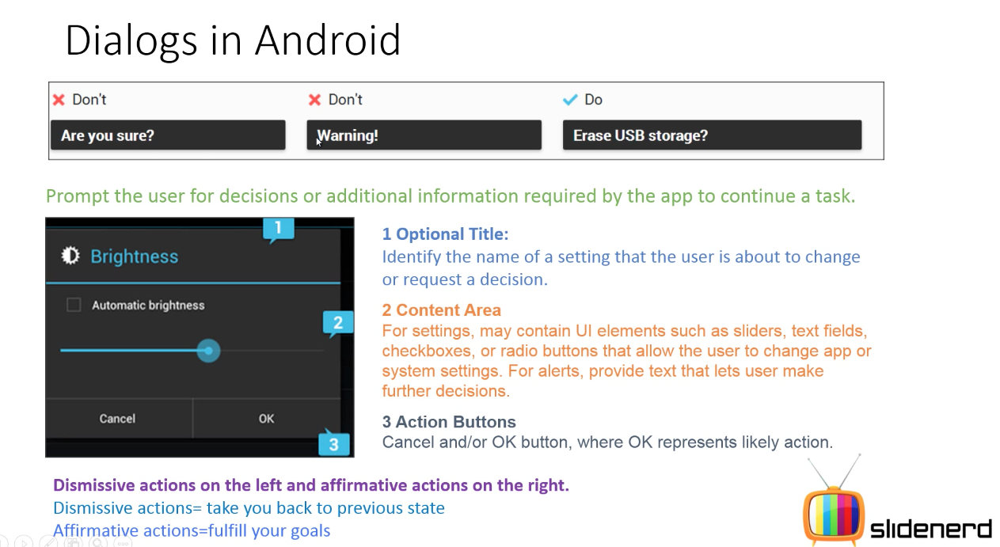 Dialogs in Android
Don't
Don't
Do
Are you sure?
Warning!
Erase USB storage?
Prompt the user for decisions or additional information required by the app to continue a task.
1
Brightness
Automatic brightness
2
Cancel
OK
3
1 Optional Title:
Identify the name of a setting that the user is about to change
or request a decision.
2 Content Area
For settings, may contain UI elements such as sliders, text fields,
checkboxes, or radio buttons that allow the user to change app or
system settings. For alerts, provide text that lets user make
further decisions.
3 Action Buttons
Cancel and/or OK button, where OK represents likely action.
Dismissive actions on the left and affirmative actions on the right.
Dismissive actions= take you back to previous state
Affirmative actions=fulfill your goals
slidenerd